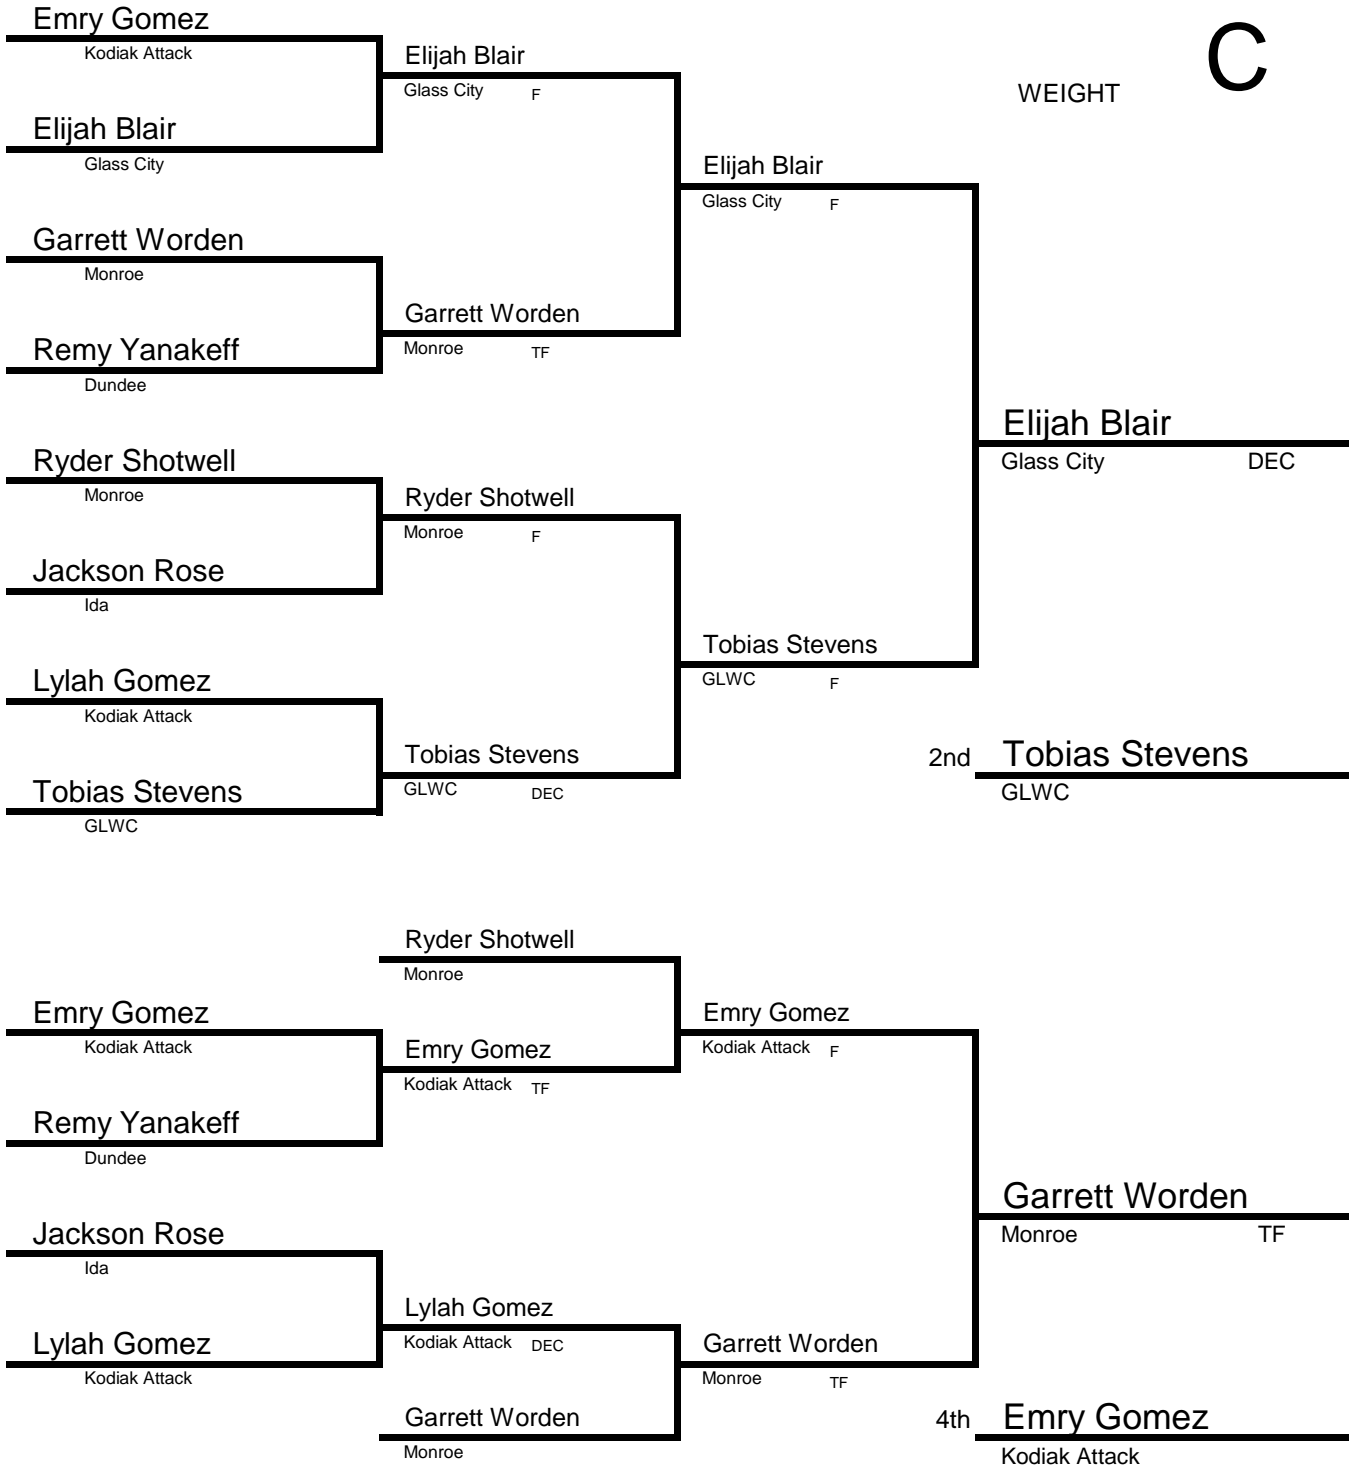 Emry Gomez
Kodiak Attack
Elijah Blair
Glass City F
C
WEIGHT
Elijah Blair
Glass City
Elijah Blair
Glass City F
Garrett Worden
Monroe
Garrett Worden
Monroe TF
Remy Yanakeff
Dundee
Elijah Blair
Glass City DEC
Ryder Shotwell
Monroe
Ryder Shotwell
Monroe F
Jackson Rose
Ida
Tobias Stevens
GLWC F
Lylah Gomez
Kodiak Attack
Tobias Stevens
GLWC DEC
2nd Tobias Stevens
GLWC
Tobias Stevens
GLWC
Ryder Shotwell
Monroe
Emry Gomez
Kodiak Attack
Emry Gomez
Kodiak Attack F
Emry Gomez
Kodiak Attack TF
Remy Yanakeff
Dundee
Garrett Worden
Monroe TF
Jackson Rose
Ida
Lylah Gomez
Kodiak Attack DEC
Lylah Gomez
Kodiak Attack
Garrett Worden
Monroe TF
Garrett Worden
Monroe
4th Emry Gomez
Kodiak Attack